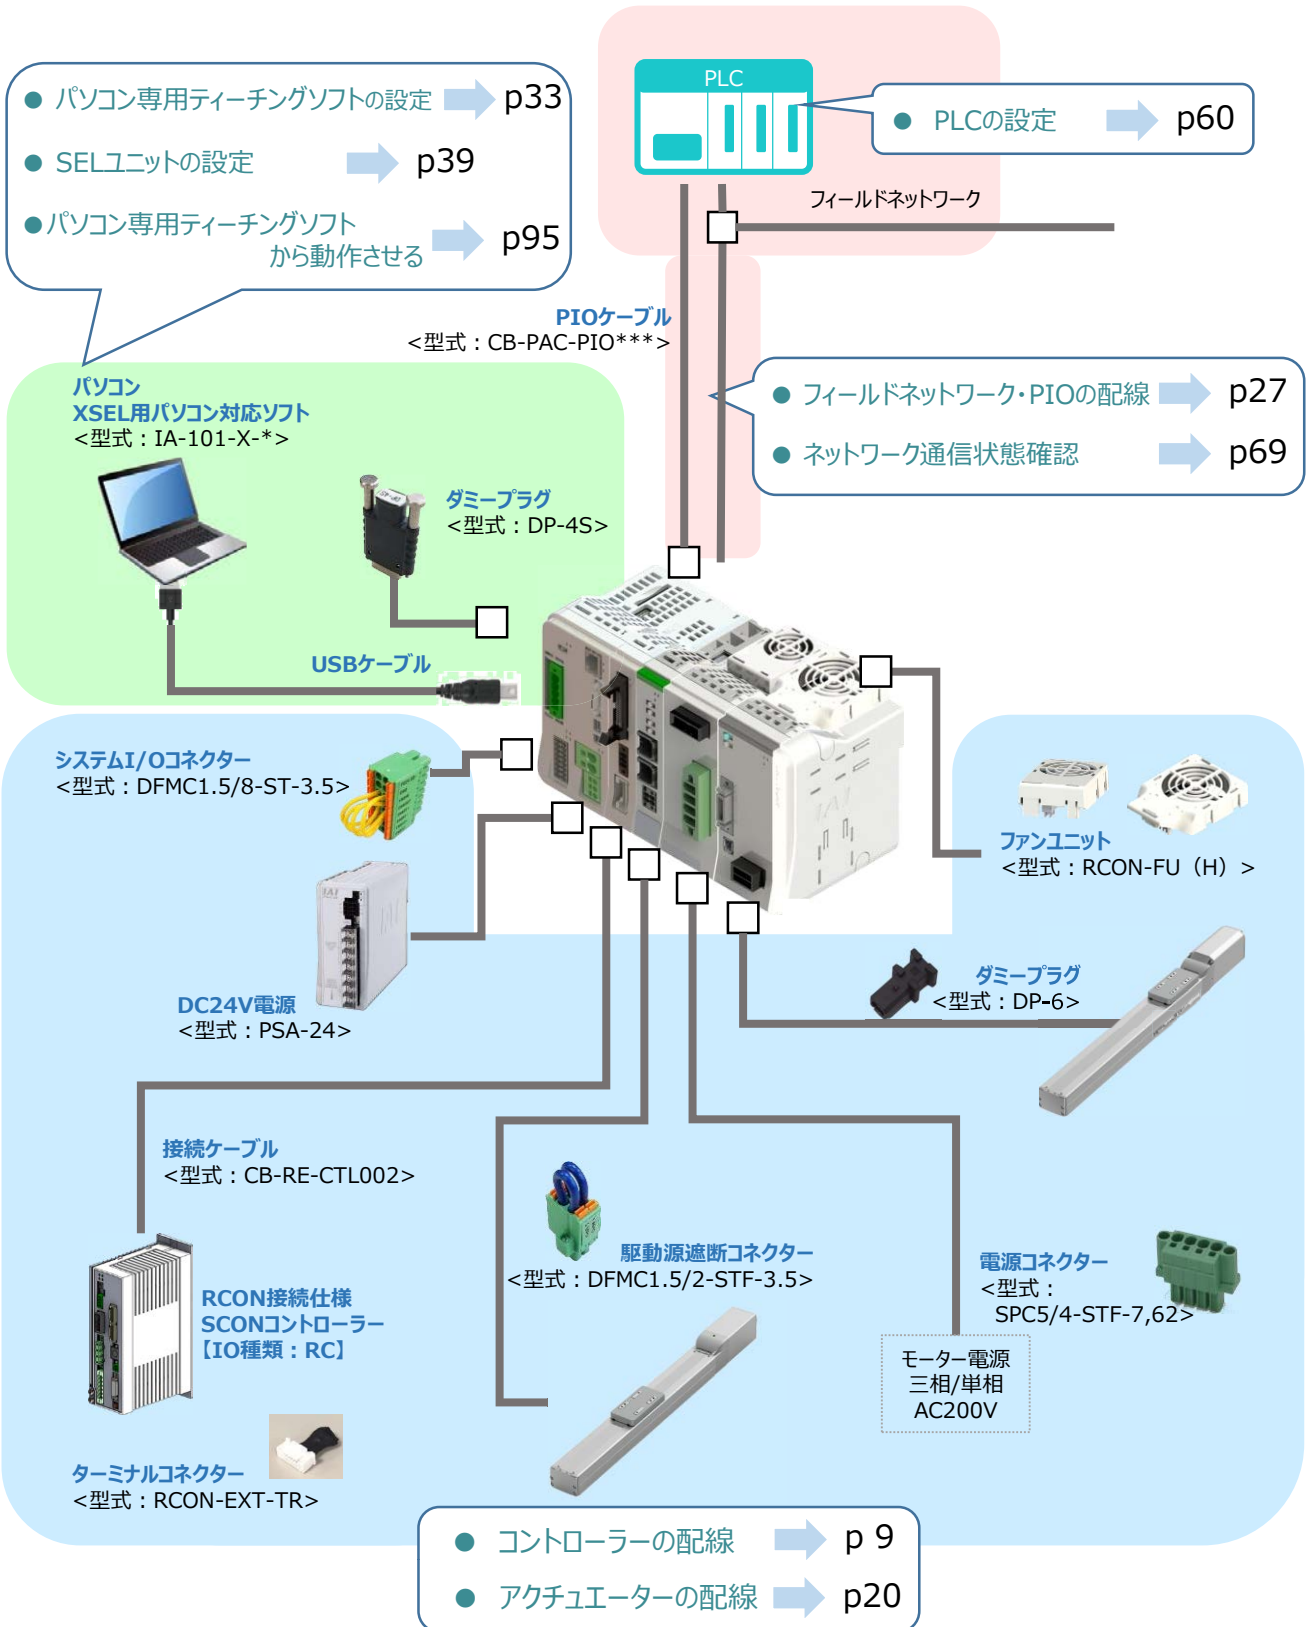 PLC
● パソコン専用ティーチングソフトの設定 p33
● SELユニットの設定 p39
●パソコン専用ティーチングソフト
から動作させる p95
● PLCの設定 p60
フィールドネットワーク
PIOケーブル
<型式：CB-PAC-PIO***>
● フィールドネットワーク・PIOの配線 p27
● ネットワーク通信状態確認 p69
パソコン
XSEL用パソコン対応ソフト
<型式：IA-101-X-*>
ダミープラグ
<型式：DP-4S>
USBケーブル
システムI/Oコネクター
<型式：DFMC1.5/8-ST-3.5>
ファンユニット
<型式：RCON-FU（H）>
DC24V電源
<型式：PSA-24>
ダミープラグ
<型式：DP-6>
接続ケーブル
<型式：CB-RE-CTL002>
駆動源遮断コネクター
<型式：DFMC1.5/2-STF-3.5>
電源コネクター
<型式：
SPC5/4-STF-7,62>
RCON接続仕様
SCONコントローラー
【IO種類：RC】
モーター電源
三相/単相
AC200V
ターミナルコネクター
<型式：RCON-EXT-TR>
● コントローラーの配線 p 9
● アクチュエーターの配線 p20